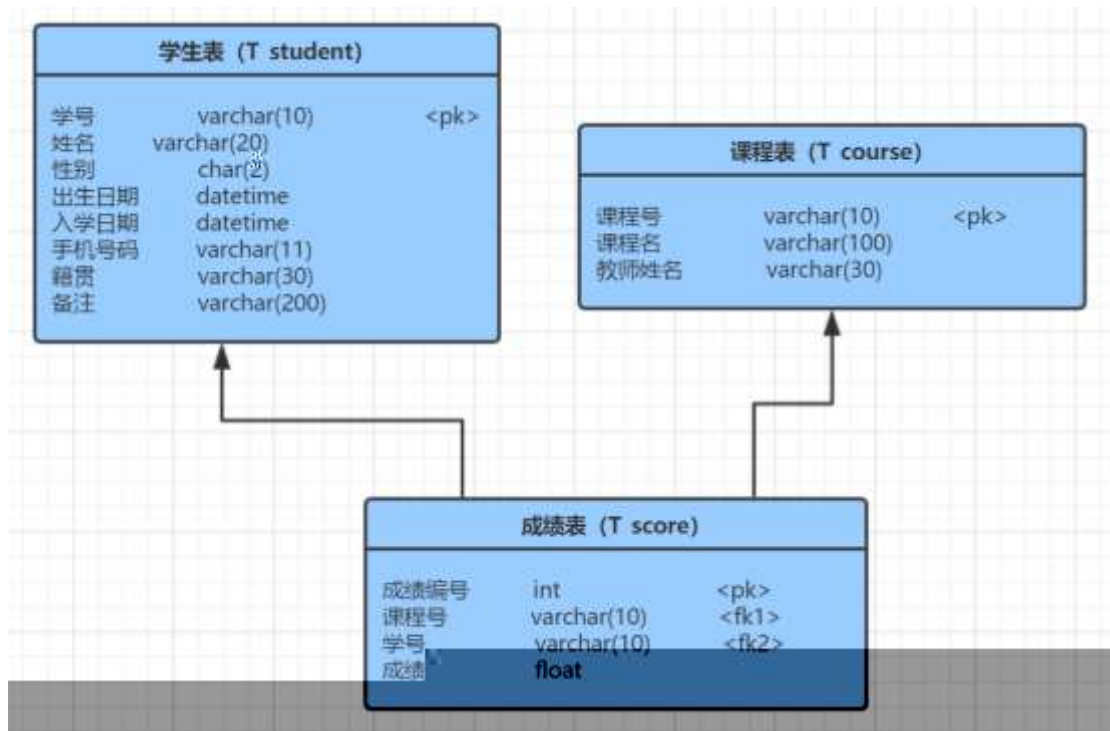 学生表 (T student)
学号 varchar(10) <pk>
姓名 varchar(20)
性别 char(2)
出生日期 datetime
入学日期 datetime
手机号码 varchar(11)
籍贯 varchar(30)
备注 varchar(200)
课程表 (T course)
课程号 varchar(10) <pk>
课程名 varchar(100)
教师姓名 varchar(30)
成绩表 (T score)
成绩编号 int <pk>
课程号 varchar(10) <fk1>
学号 varchar(10) <fk2>
成绩 float